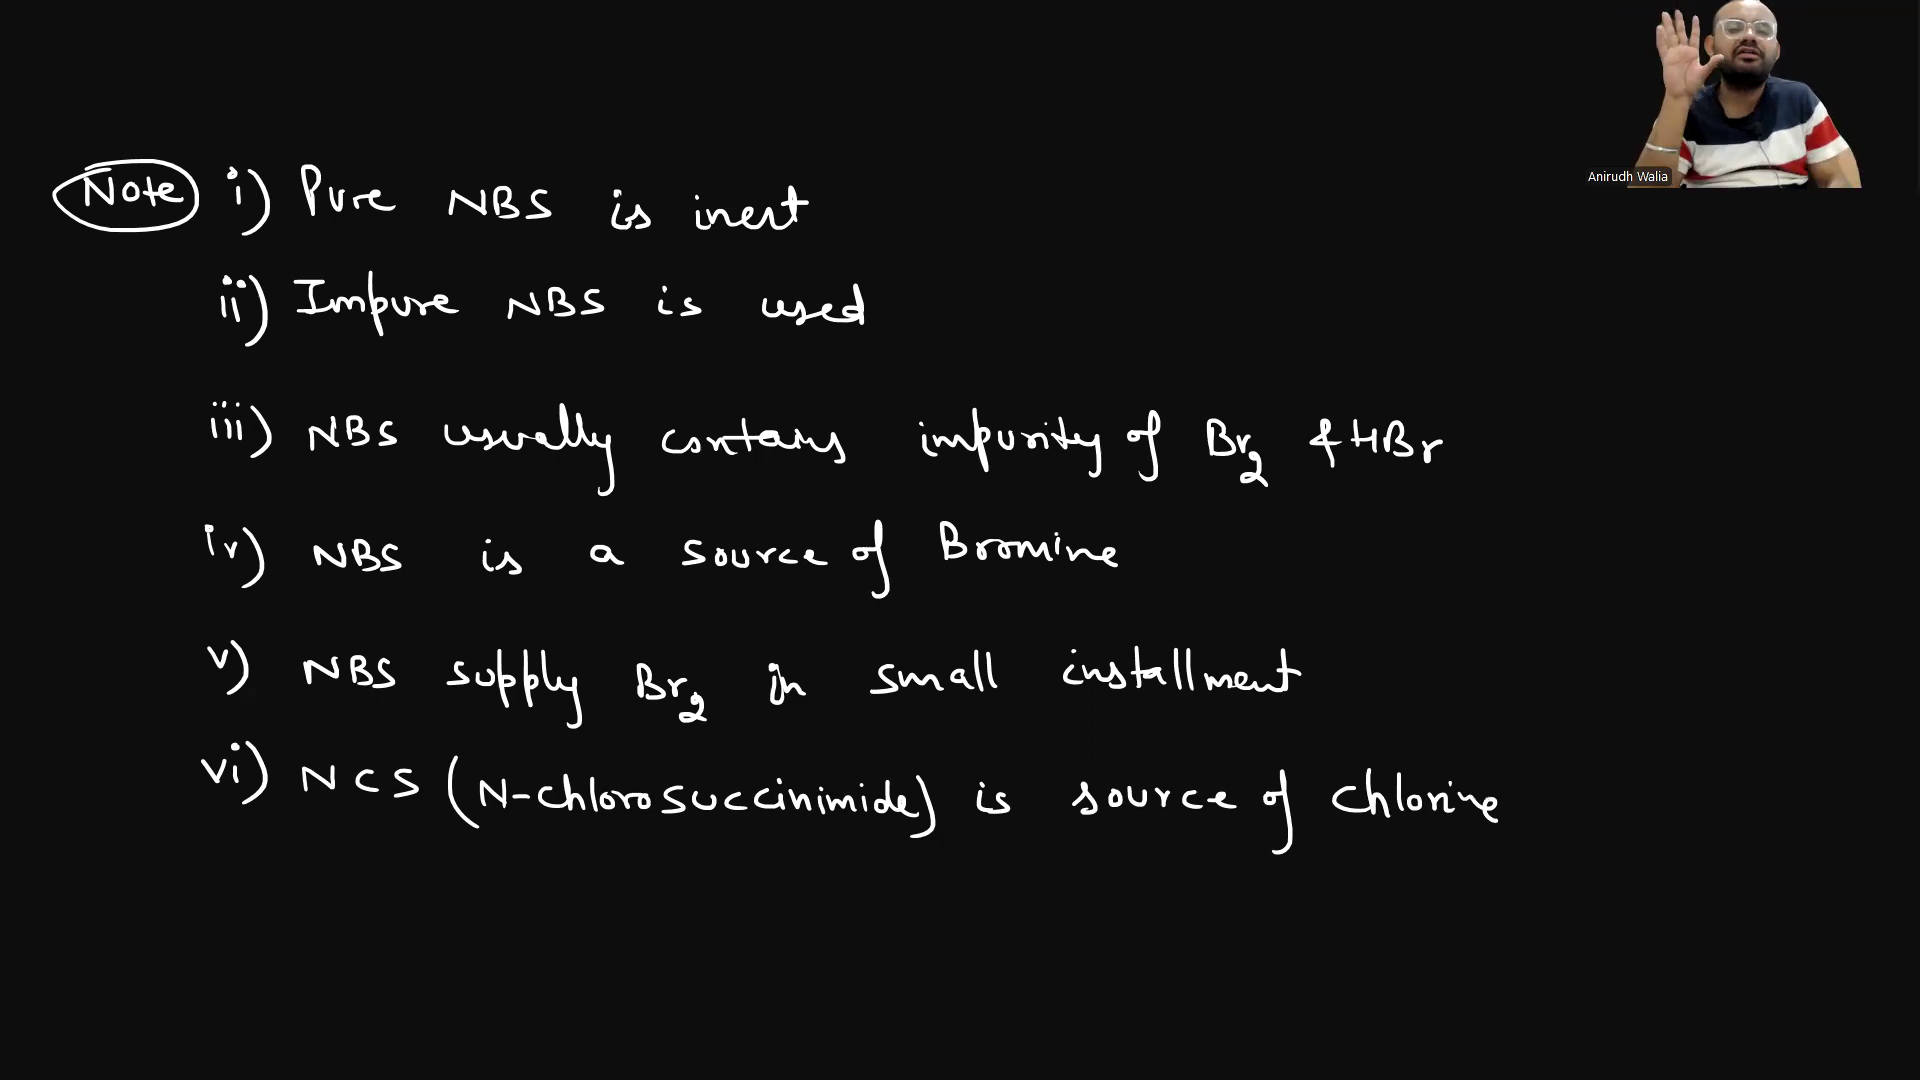 Anirudh Walia
Note i) Pure NBS is inert
ii) Impure NBS is used
iii) NBS usually contains impurity of Br₂ & HBr
iv) NBS is a source of Bromine
v) NBS supply Br₂ in small installment
vi) NCS (N-chlorosuccinimide) is source of chlorine